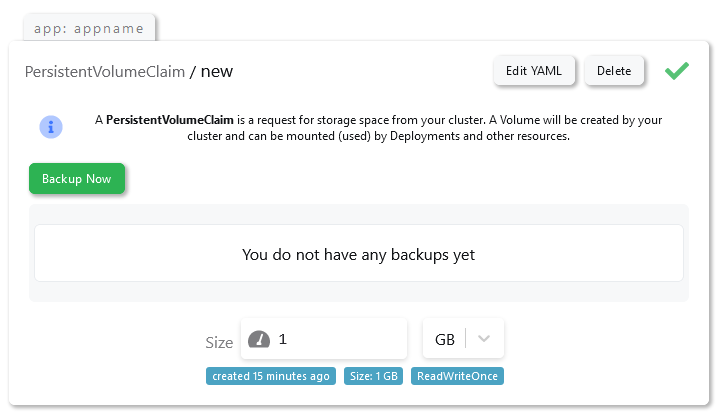 app: appname
PersistentVolumeClaim / new
Edit YAML
Delete
A PersistentVolumeClaim is a request for storage space from your cluster. A Volume will be created by your
cluster and can be mounted (used) by Deployments and other resources.
Backup Now
You do not have any backups yet
Size
1
GB
created 15 minutes ago
Size: 1 GB
ReadWriteOnce